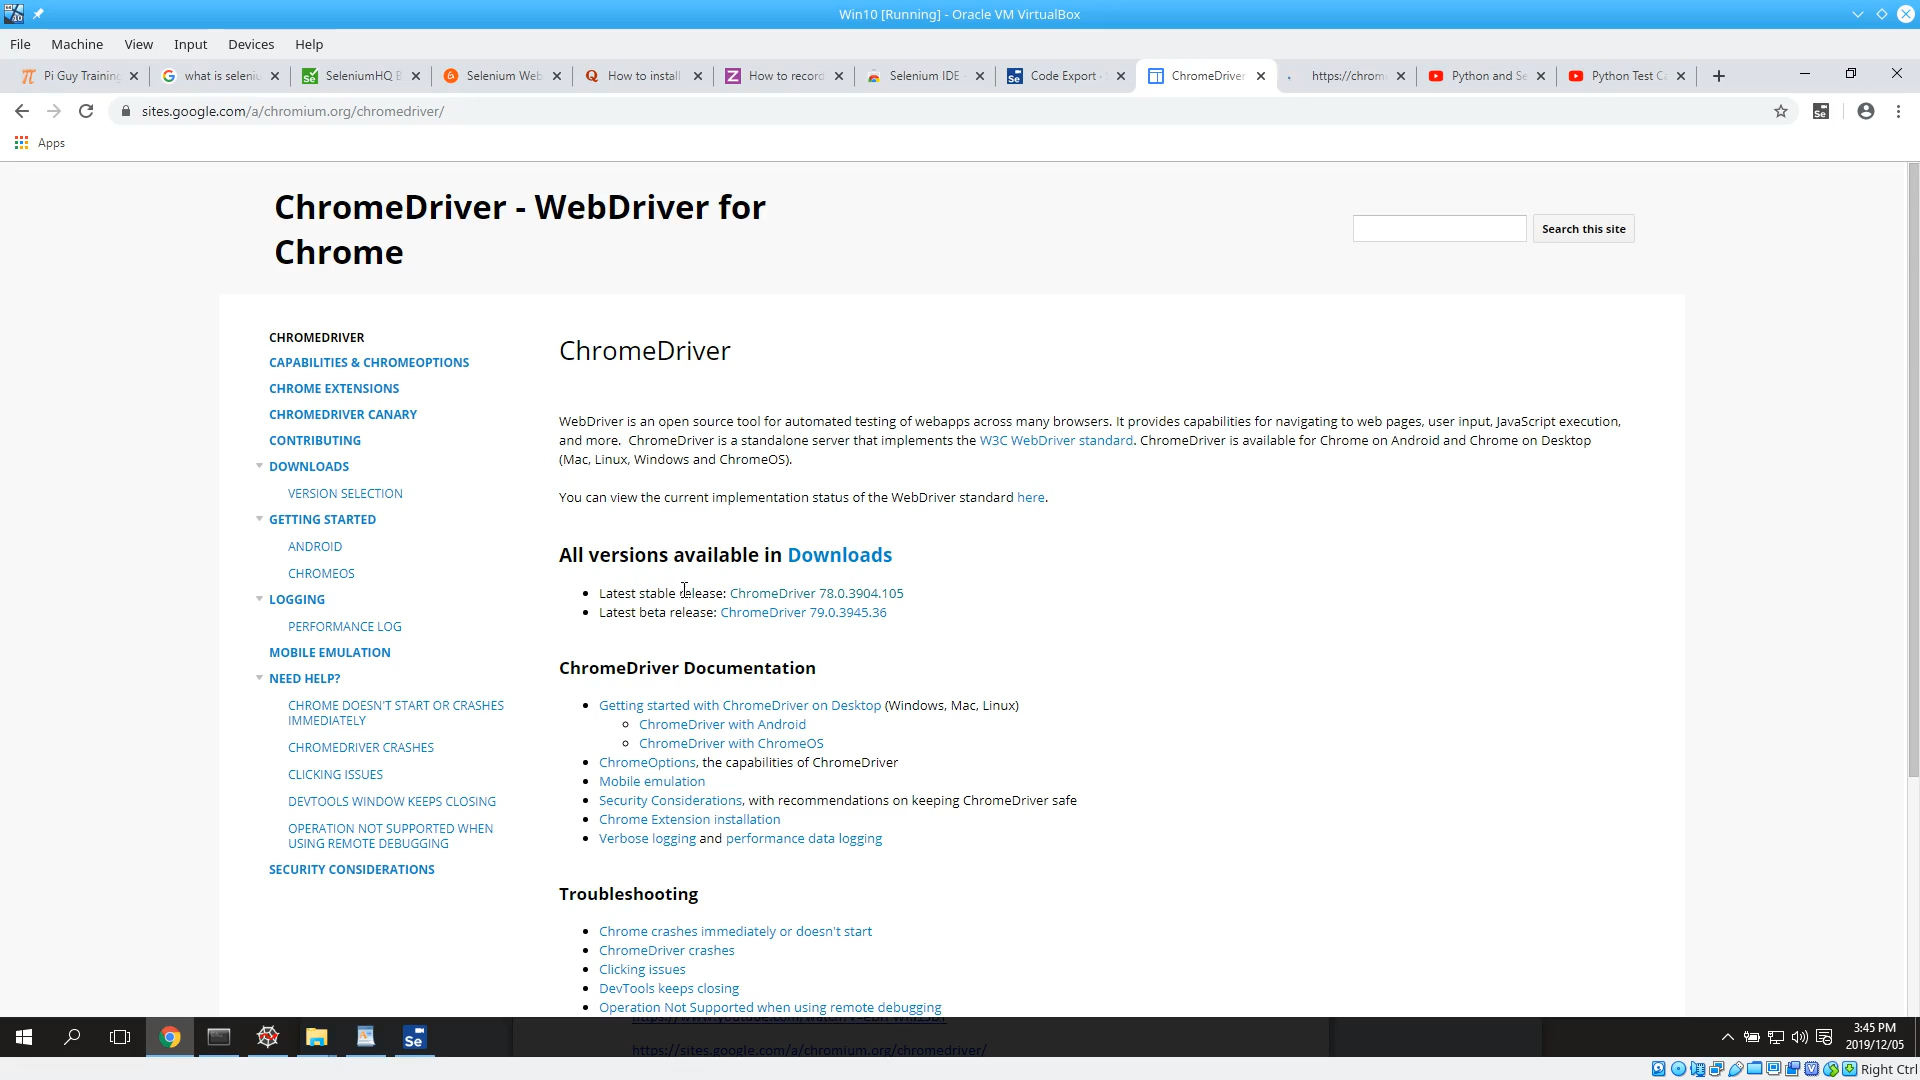 Win10 [Running] - Oracle VM VirtualBox
File Machine View Input Devices Help
Pi Guy Training
what is seleniu
SeleniumHQ B
Selenium Web
How to install
How to record
Selenium IDE
Code Export -
ChromeDriver
https://chrom
Python and Se
Python Test Ca
sites.google.com/a/chromium.org/chromedriver/
Apps
ChromeDriver - WebDriver for
Chrome
Search this site
CHROMEDRIVER
CAPABILITIES & CHROMEOPTIONS
CHROME EXTENSIONS
CHROMEDRIVER CANARY
CONTRIBUTING
DOWNLOADS
VERSION SELECTION
GETTING STARTED
ANDROID
CHROMEOS
LOGGING
PERFORMANCE LOG
MOBILE EMULATION
NEED HELP?
CHROME DOESN'T START OR CRASHES
IMMEDIATELY
CHROMEDRIVER CRASHES
CLICKING ISSUES
DEVTOOLS WINDOW KEEPS CLOSING
OPERATION NOT SUPPORTED WHEN
USING REMOTE DEBUGGING
SECURITY CONSIDERATIONS
ChromeDriver
WebDriver is an open source tool for automated testing of webapps across many browsers. It provides capabilities for navigating to web pages, user input, JavaScript execution,
and more. ChromeDriver is a standalone server that implements the W3C WebDriver standard. ChromeDriver is available for Chrome on Android and Chrome on Desktop
(Mac, Linux, Windows and ChromeOS).
You can view the current implementation status of the WebDriver standard here.
All versions available in Downloads
Latest stable release: ChromeDriver 78.0.3904.105
Latest beta release: ChromeDriver 79.0.3945.36
ChromeDriver Documentation
Getting started with ChromeDriver on Desktop (Windows, Mac, Linux)
ChromeDriver with Android
ChromeDriver with ChromeOS
ChromeOptions, the capabilities of ChromeDriver
Mobile emulation
Security Considerations, with recommendations on keeping ChromeDriver safe
Chrome Extension installation
Verbose logging and performance data logging
Troubleshooting
Chrome crashes immediately or doesn't start
ChromeDriver crashes
Clicking issues
DevTools keeps closing
Operation Not Supported when using remote debugging
https://sites.google.com/a/chromium.org/chromedriver/
Se
3:45 PM
2019/12/05
Right Ctrl